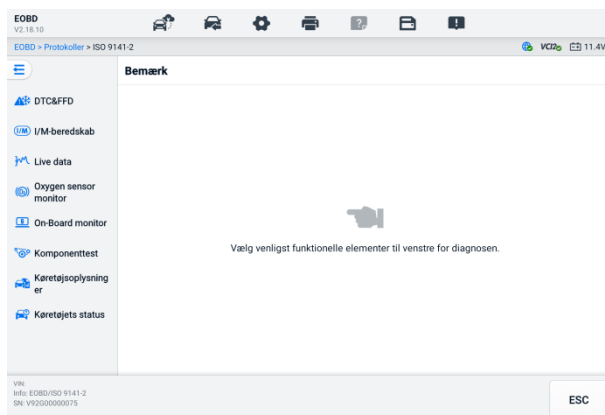 EOBD
V2.18.10
EOBD > Protokoller > ISO 9141-2
VCI
11.4V
Bemærk
DTC&FFD
I/M I/M-beredskab
Live data
Oxygen sensor
monitor
On-Board monitor
Komponenttest
Køretøjsoplysning
er
Køretøjets status
Vælg venligst funktionelle elementer til venstre for diagnosen.
VIN:
Info: EOBD/ISO 9141-2
SN: V92G00000075
ESC